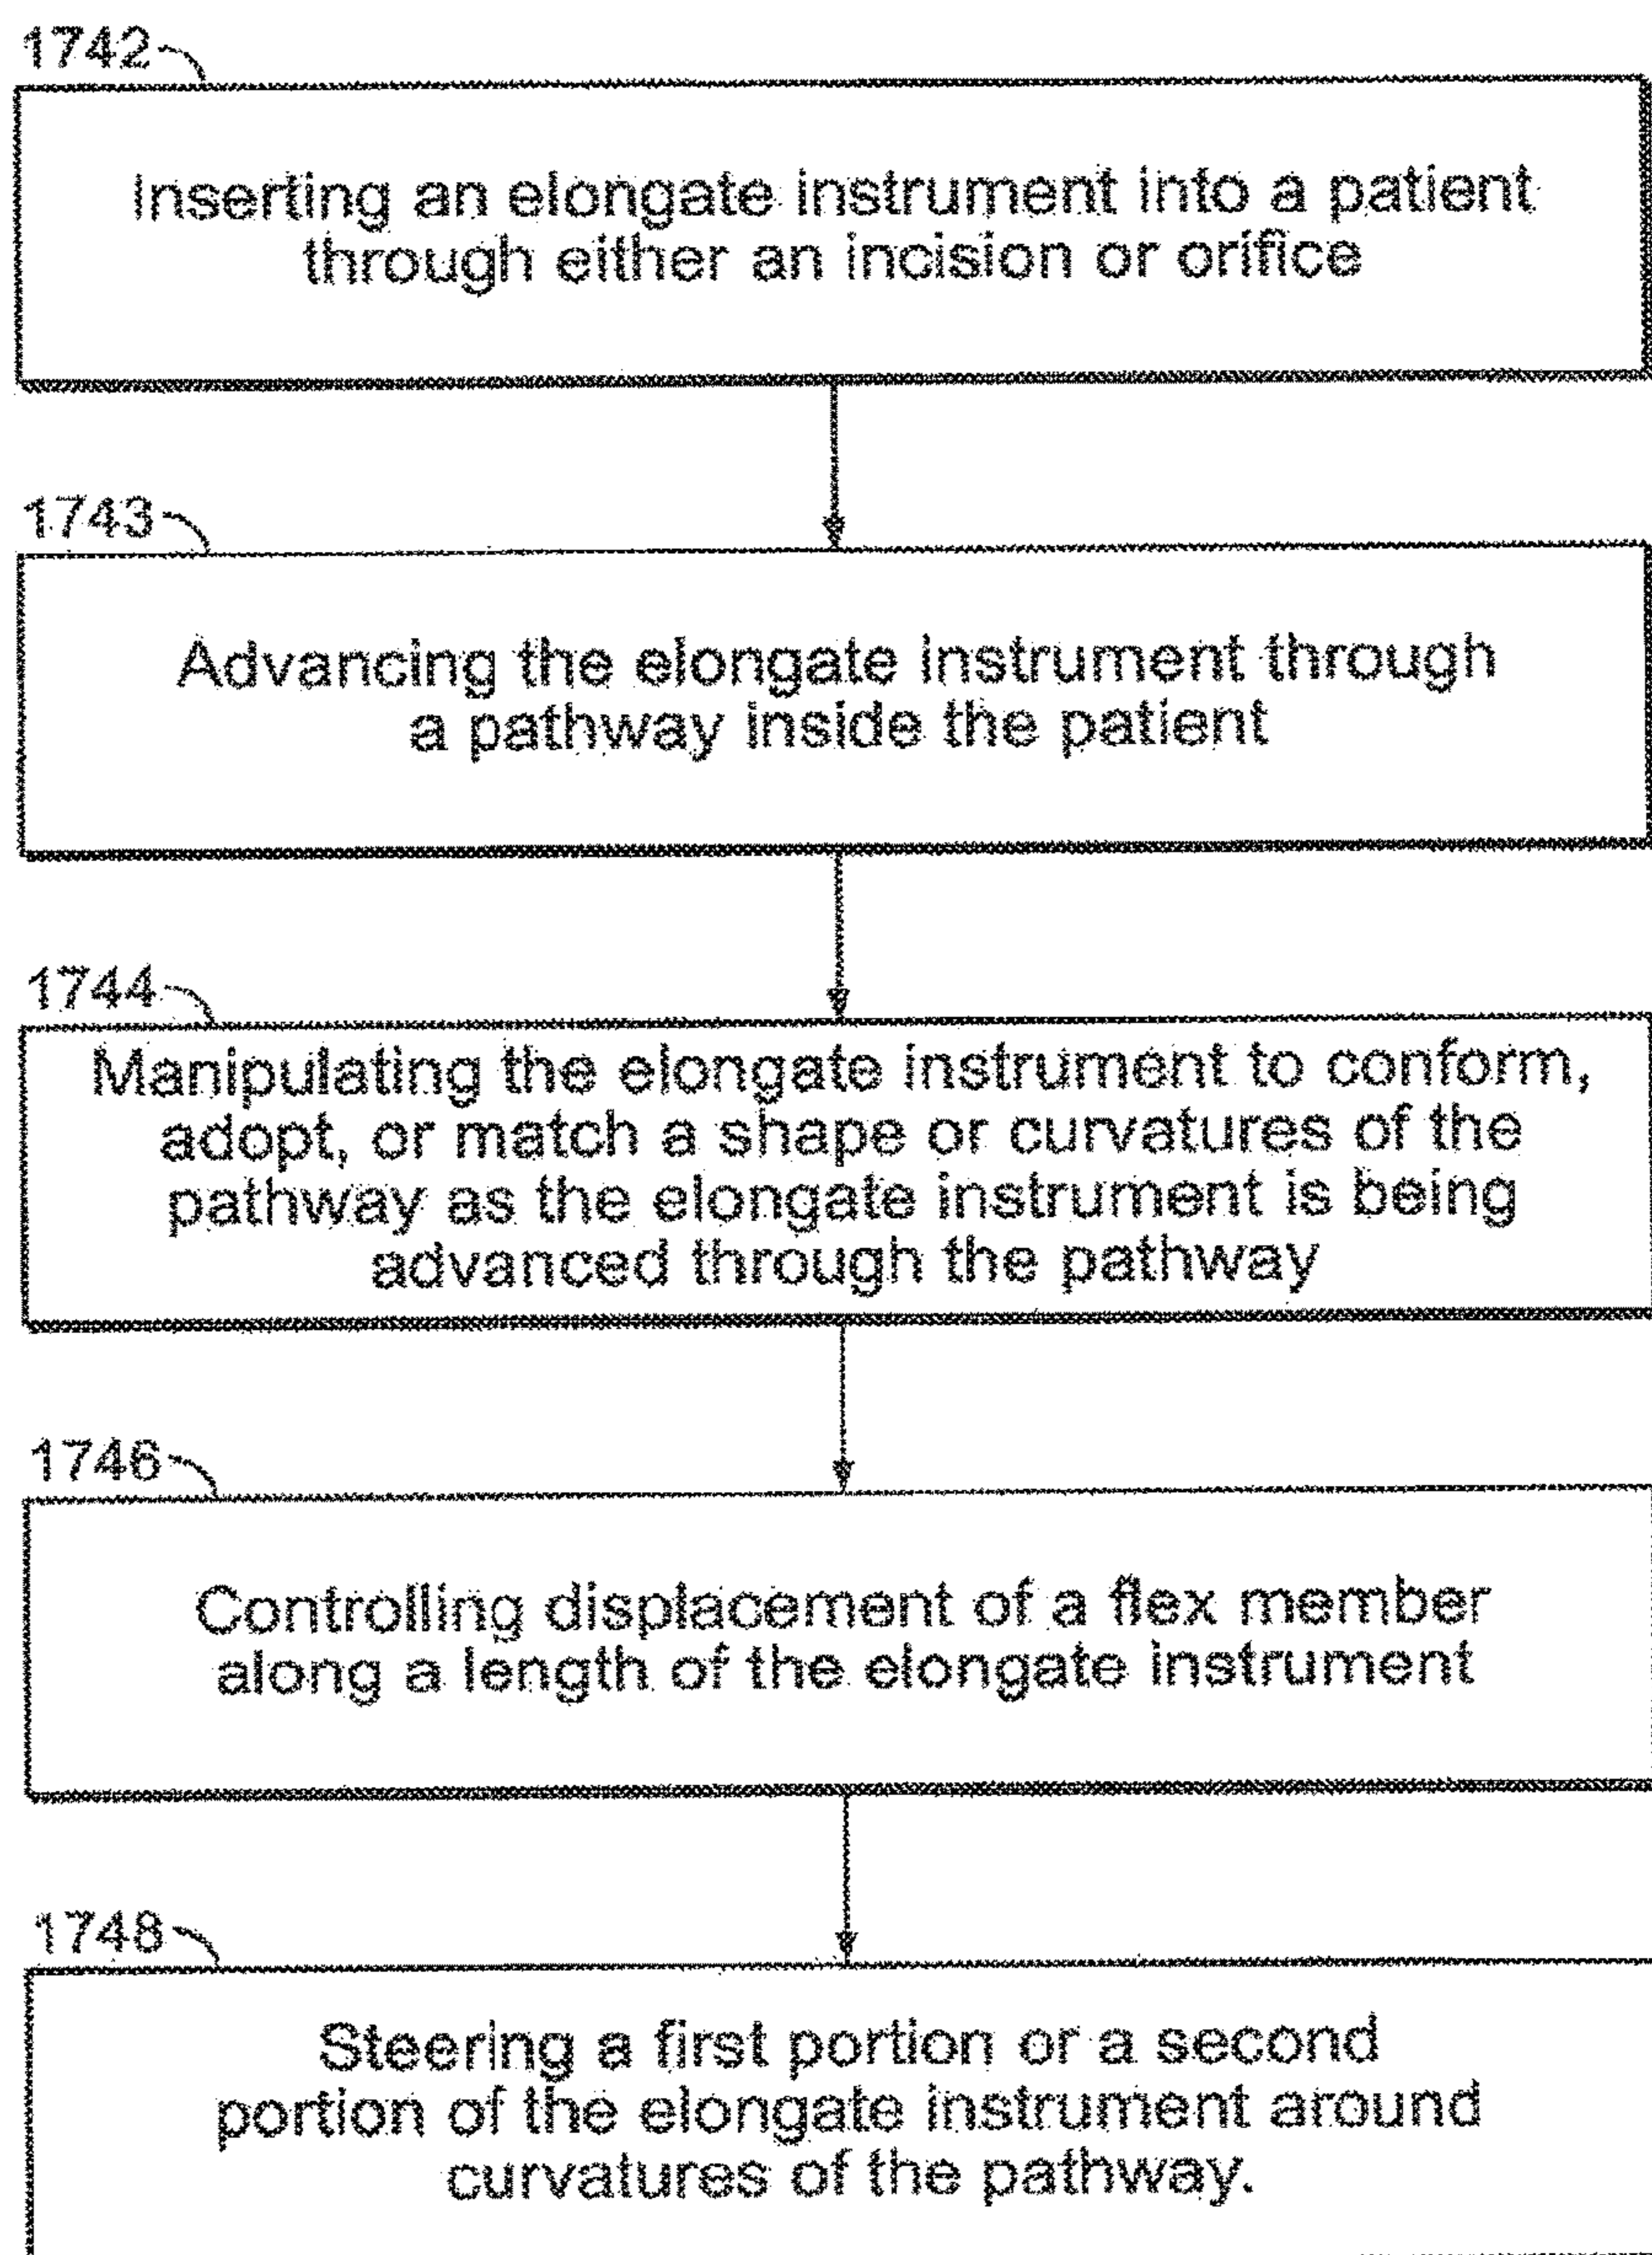 1742
Inserting an elongate instrument into a patient
through either an incision or orifice
1743
Advancing the elongate instrument through
a pathway inside the patient
1744
Manipulating the elongate instrument to conform,
adopt, or match a shape or curvatures of the
pathway as the elongate instrument is being
advanced through the pathway
1746
Controlling displacement of a flex member
along a length of the elongate instrument
1748
Steering a first portion or a second
portion of the elongate instrument around
curvatures of the pathway.